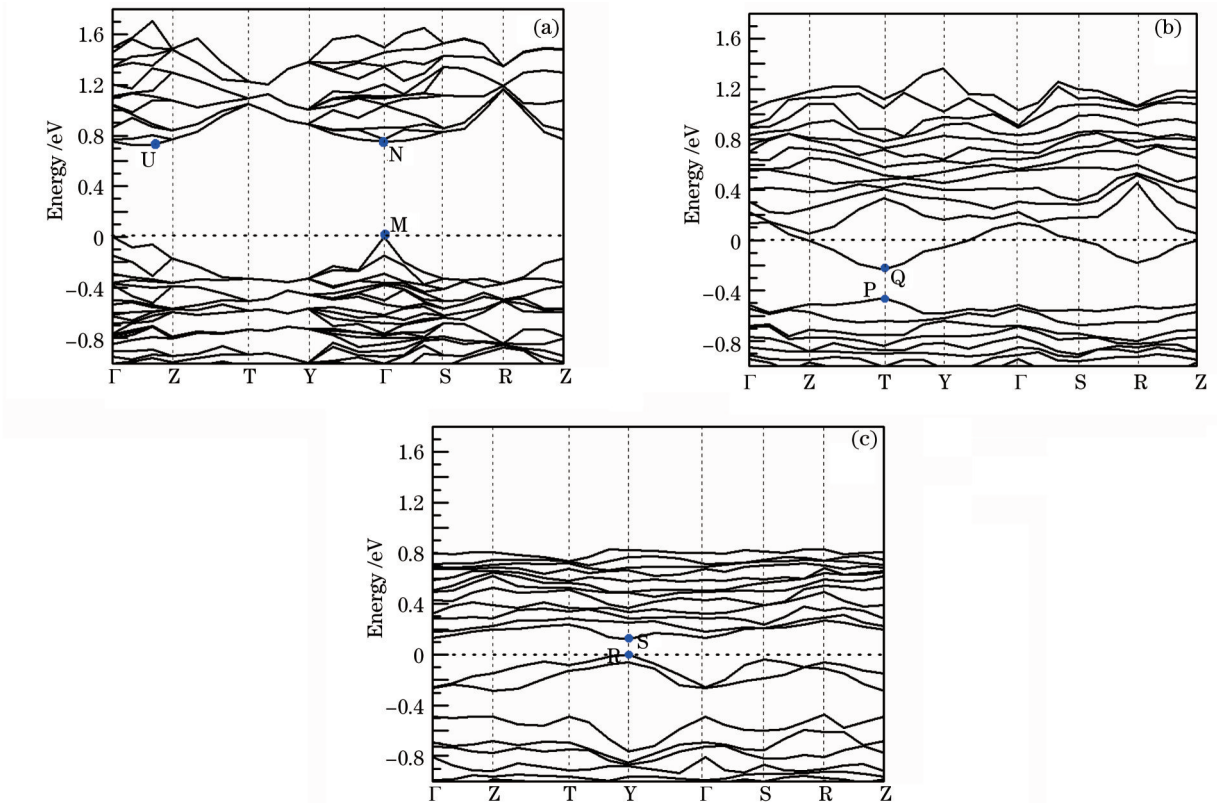 (a)
Energy /eV
1.6
1.2
0.8
0.4
0
−0.4
−0.8
U
N
M
Γ Z T Y Γ S R Z
(b)
Energy /eV
1.6
1.2
0.8
0.4
0
−0.4
−0.8
Q
P
Γ Z T Y Γ S R Z
(c)
Energy /eV
1.6
1.2
0.8
0.4
0
−0.4
−0.8
S
R
Γ Z T Y Γ S R Z